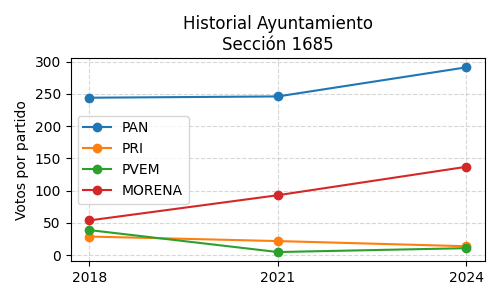 Historial Ayuntamiento
Sección 1685
Votos por partido
300
250
200
150
100
50
0
PAN
PRI
PVEM
MORENA
2018
2021
2024